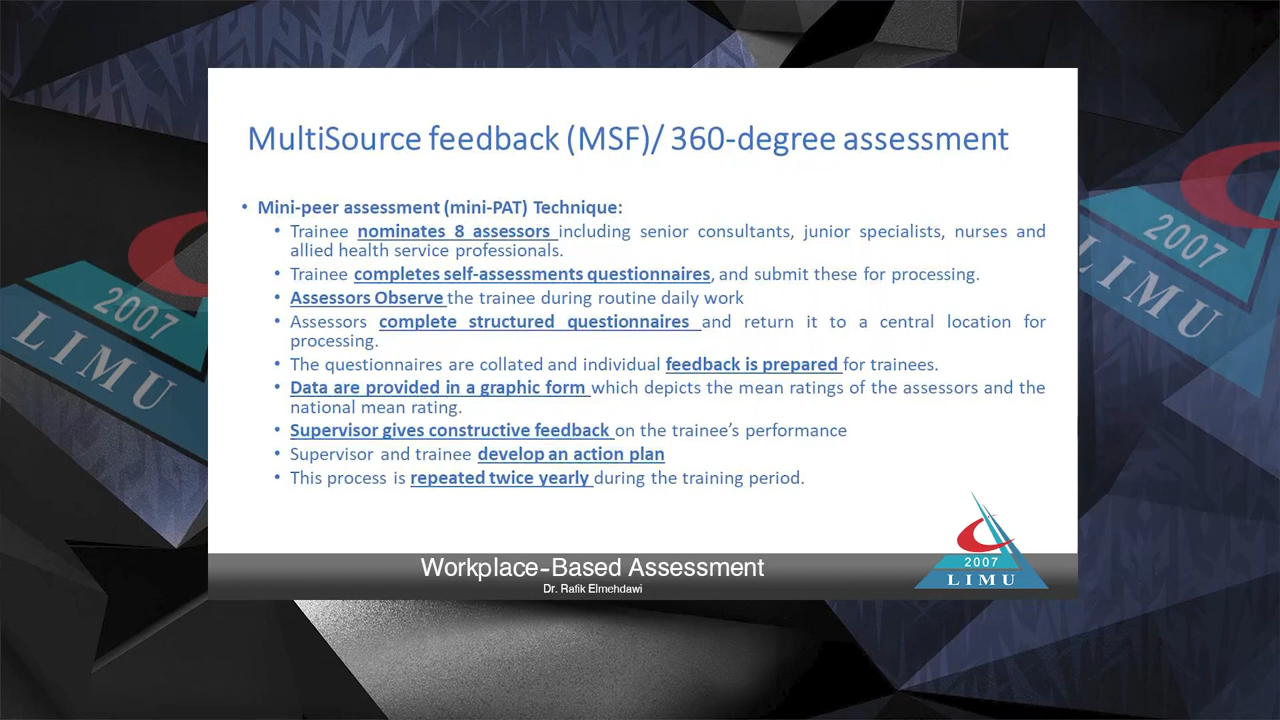 MultiSource feedback (MSF)/ 360-degree assessment
• Mini-peer assessment (mini-PAT) Technique:
• Trainee nominates 8 assessors including senior consultants, junior specialists, nurses and
allied health service professionals.
• Trainee completes self-assessments questionnaires, and submit these for processing.
• Assessors Observe the trainee during routine daily work
• Assessors complete structured questionnaires and return it to a central location for
processing.
• The questionnaires are collated and individual feedback is prepared for trainees.
• Data are provided in a graphic form which depicts the mean ratings of the assessors and the
national mean rating.
• Supervisor gives constructive feedback on the trainee’s performance
• Supervisor and trainee develop an action plan
• This process is repeated twice yearly during the training period.
Workplace-Based Assessment
Dr. Rafik Elmehdawi
2007
LIMU
2007
LIMU
2007
LIMU